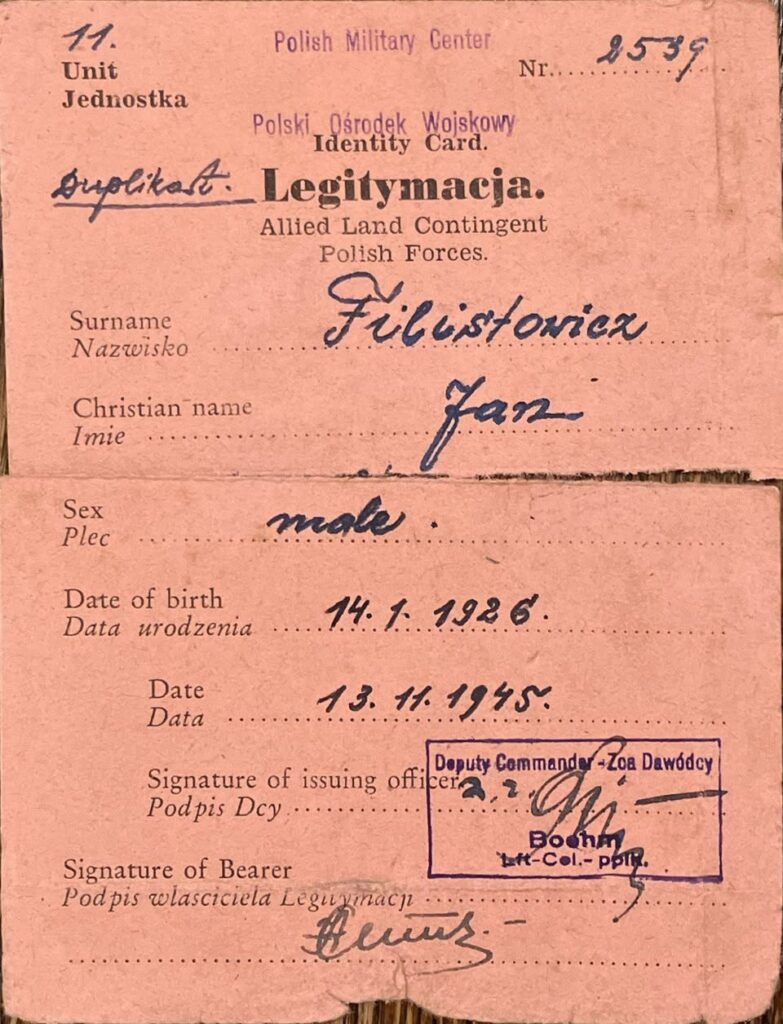 11.
Polish Military Center
Unit
Nr. 2539
Jednostka
Polski Ośrodek Wojskowy
Identity Card.
Duplikat.
Legitymacja.
Allied Land Contingent
Polish Forces.
Surname
Nazwisko
Filistowicz
Christian name
Imie
Jan
Sex
Plec
male.
Date of birth
Data urodzenia
14. 1. 1926.
Date
Data
13. 11. 1945.
Deputy Commander - Zca Dawódcy
Signature of issuing officer
Podpis Dcy
Boehm
Lft-Col. - ppłk.
Signature of Bearer
Podpis wlasciciela Legitymacji